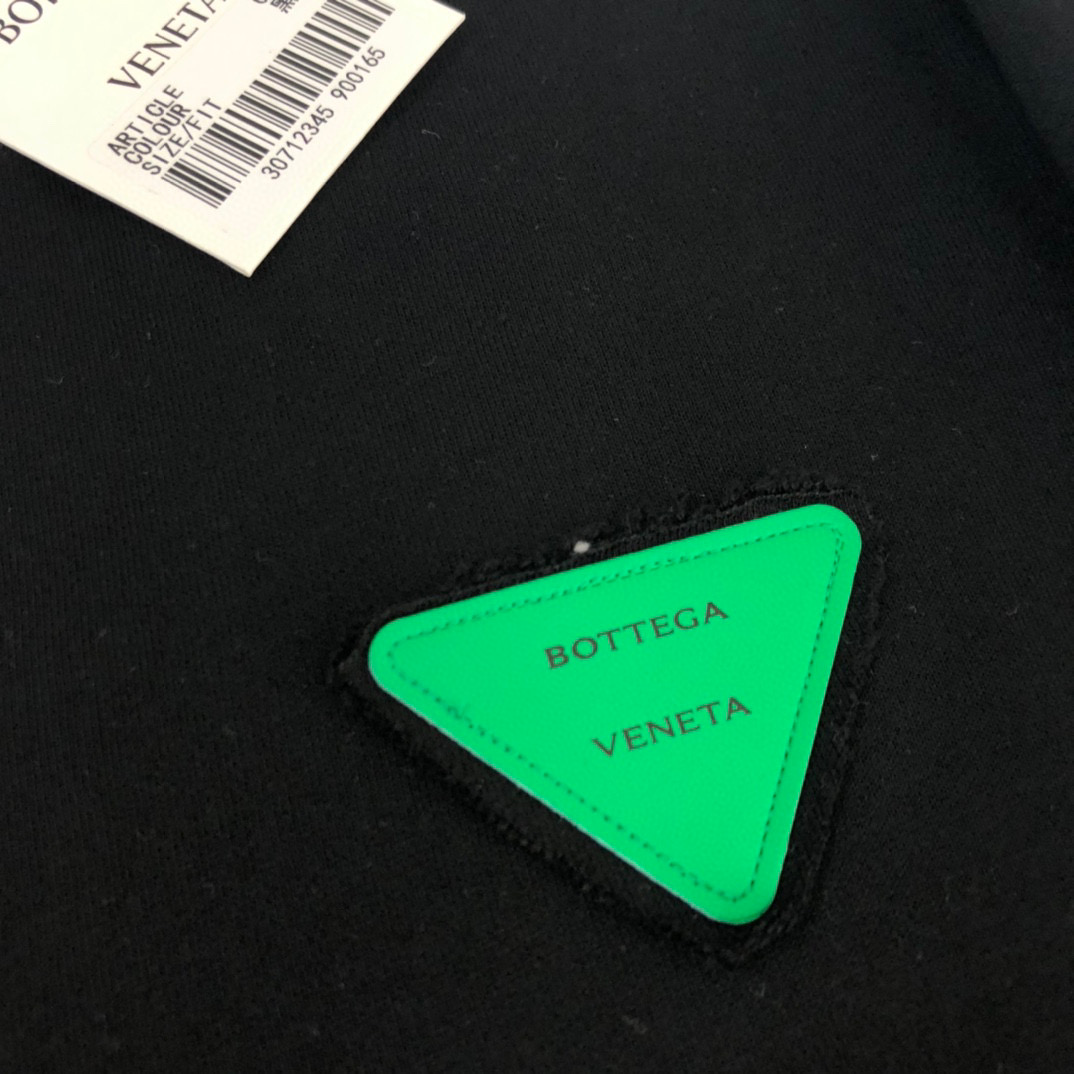 VENETA
ARTICLE
COLOUR
SIZE/FIT
30712345 900165
BOTTEGA
VENETA